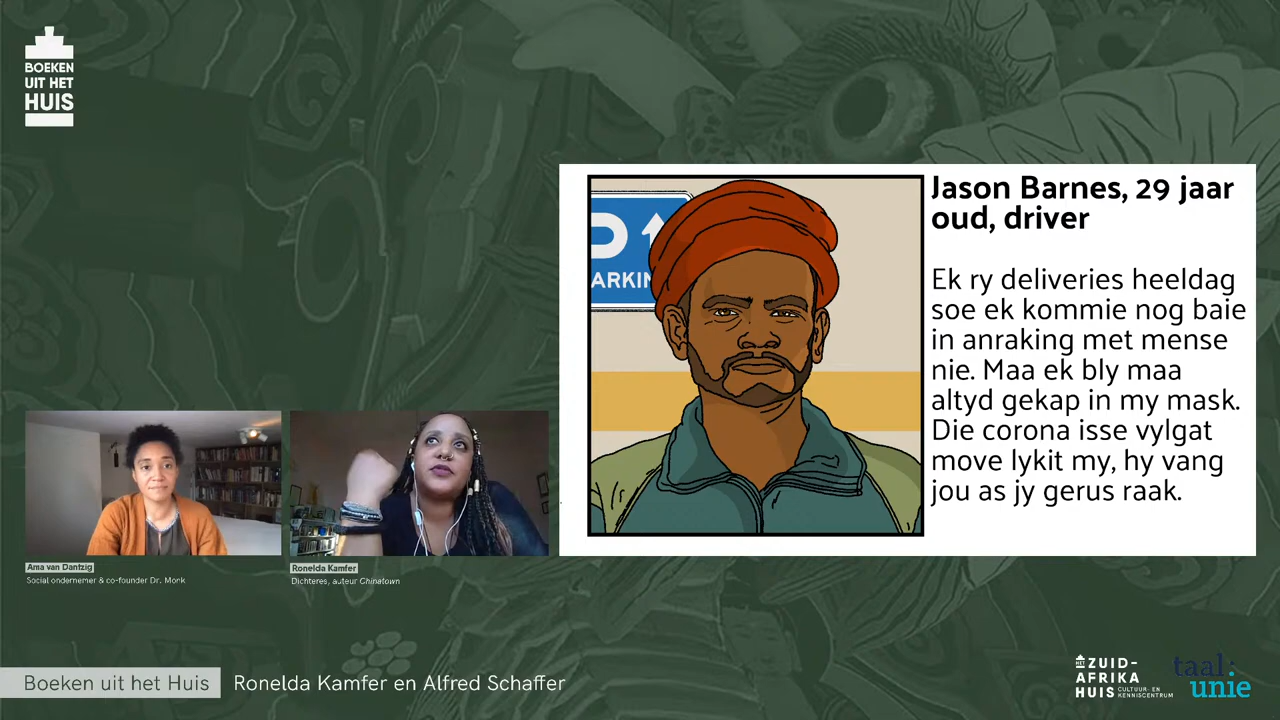 BOEKEN
UIT HET
HUIS
Jason Barnes, 29 jaar
oud, driver
Ek ry deliveries heeldag
soe ek kommie nog baie
in anraking met mense
nie. Maa ek bly maa
altyd gekap in my mask.
Die corona isse vylgat
move lykit my, hy vang
jou as jy gerus raak.
P
ARKIN
Ama van Dantzig
Social ondernemer & co-founder Dr. Monk
Ronelda Kamfer
Dichteres, auteur Chinatown
Boeken uit het Huis
Ronelda Kamfer en Alfred Schaffer
HET ZUID-
AFRIKA
HUIS CULTUUR- EN
KENNISCENTRUM
taal:
unie